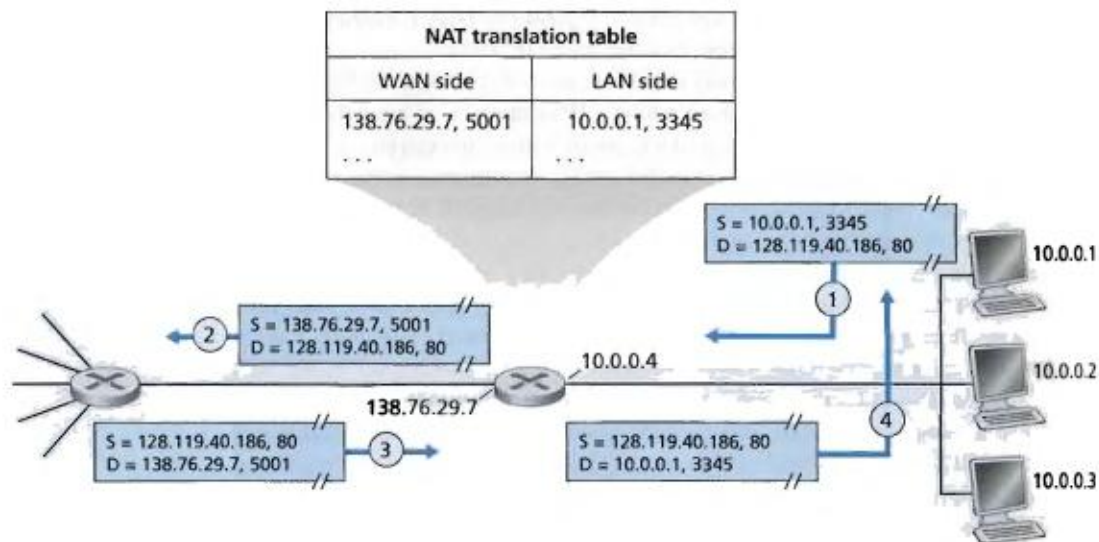 NAT translation table
WAN side
LAN side
138.76.29.7, 5001
10.0.0.1, 3345
. . .
. . .
S = 10.0.0.1, 3345
D = 128.119.40.186, 80
10.0.0.1
1
2
S = 138.76.29.7, 5001
D = 128.119.40.186, 80
10.0.0.4
10.0.0.2
138.76.29.7
S = 128.119.40.186, 80
D = 138.76.29.7, 5001
3
S = 128.119.40.186, 80
D = 10.0.0.1, 3345
4
10.0.0.3